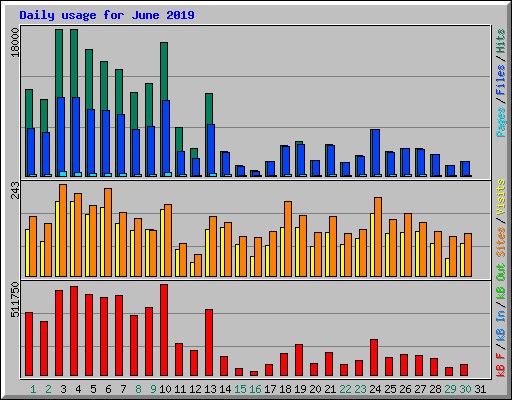 Daily usage for June 2019
18000
243
511750
Pages / Files / Hits
Sites / Visits
kB F / kB In / kB Out
1 2 3 4 5 6 7 8 9 10 11 12 13 14 15 16 17 18 19 20 21 22 23 24 25 26 27 28 29 30 31